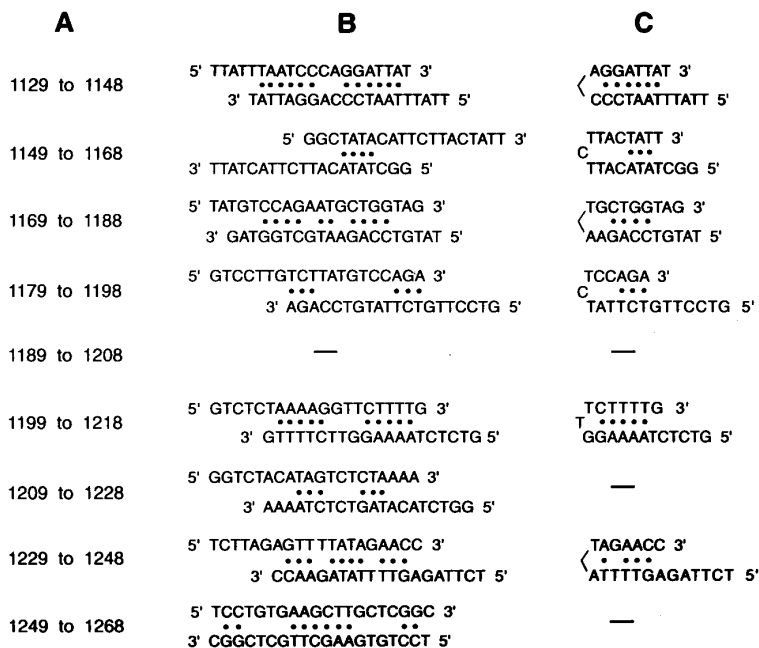 A B C
5' TTATTTAATCCCAGGATTAT 3' AGGATTAT 3'
1129 to 1148
3' TATTAGGACCCTAATTTATT 5' CCCTAATTTATT 5'
5' GGCTATACATTCTTACTATT 3' TTACTATT 3'
1149 to 1168 C
3' TTATCATTCTTACATATCGG 5' TTACATATCGG 5'
5' TATGTCCAGAATGCTGGTAG 3' TGCTGGTAG 3'
1169 to 1188
3' GATGGTCGTAAGACCTGTAT 5' AAGACCTGTAT 5'
5' GTCCTTGTCTTATGTCCAGA 3' TCCAGA 3'
1179 to 1198 C
3' AGACCTGTATTCTGTTCCTG 5' TATTCTGTTCCTG 5'
1189 to 1208 — —
5' GTCTCTAAAAGGTTCTTTTG 3' TCTTTTG 3'
1199 to 1218 T
3' GTTTTCTTGGAAAATCTCTG 5' GGAAAATCTCTG 5'
5' GGTCTACATAGTCTCTAAAA 3'
1209 to 1228 —
3' AAAATCTCTGATACATCTGG 5'
5' TCTTAGAGTTTTATAGAACC 3' TAGAACC 3'
1229 to 1248
3' CCAAGATATTTTGAGATTCT 5' ATTTTGAGATTCT 5'
5' TCCTGTGAAGCTTGCTCGGC 3'
1249 to 1268 —
3' CGGCTCGTTCGAAGTGTCCT 5'